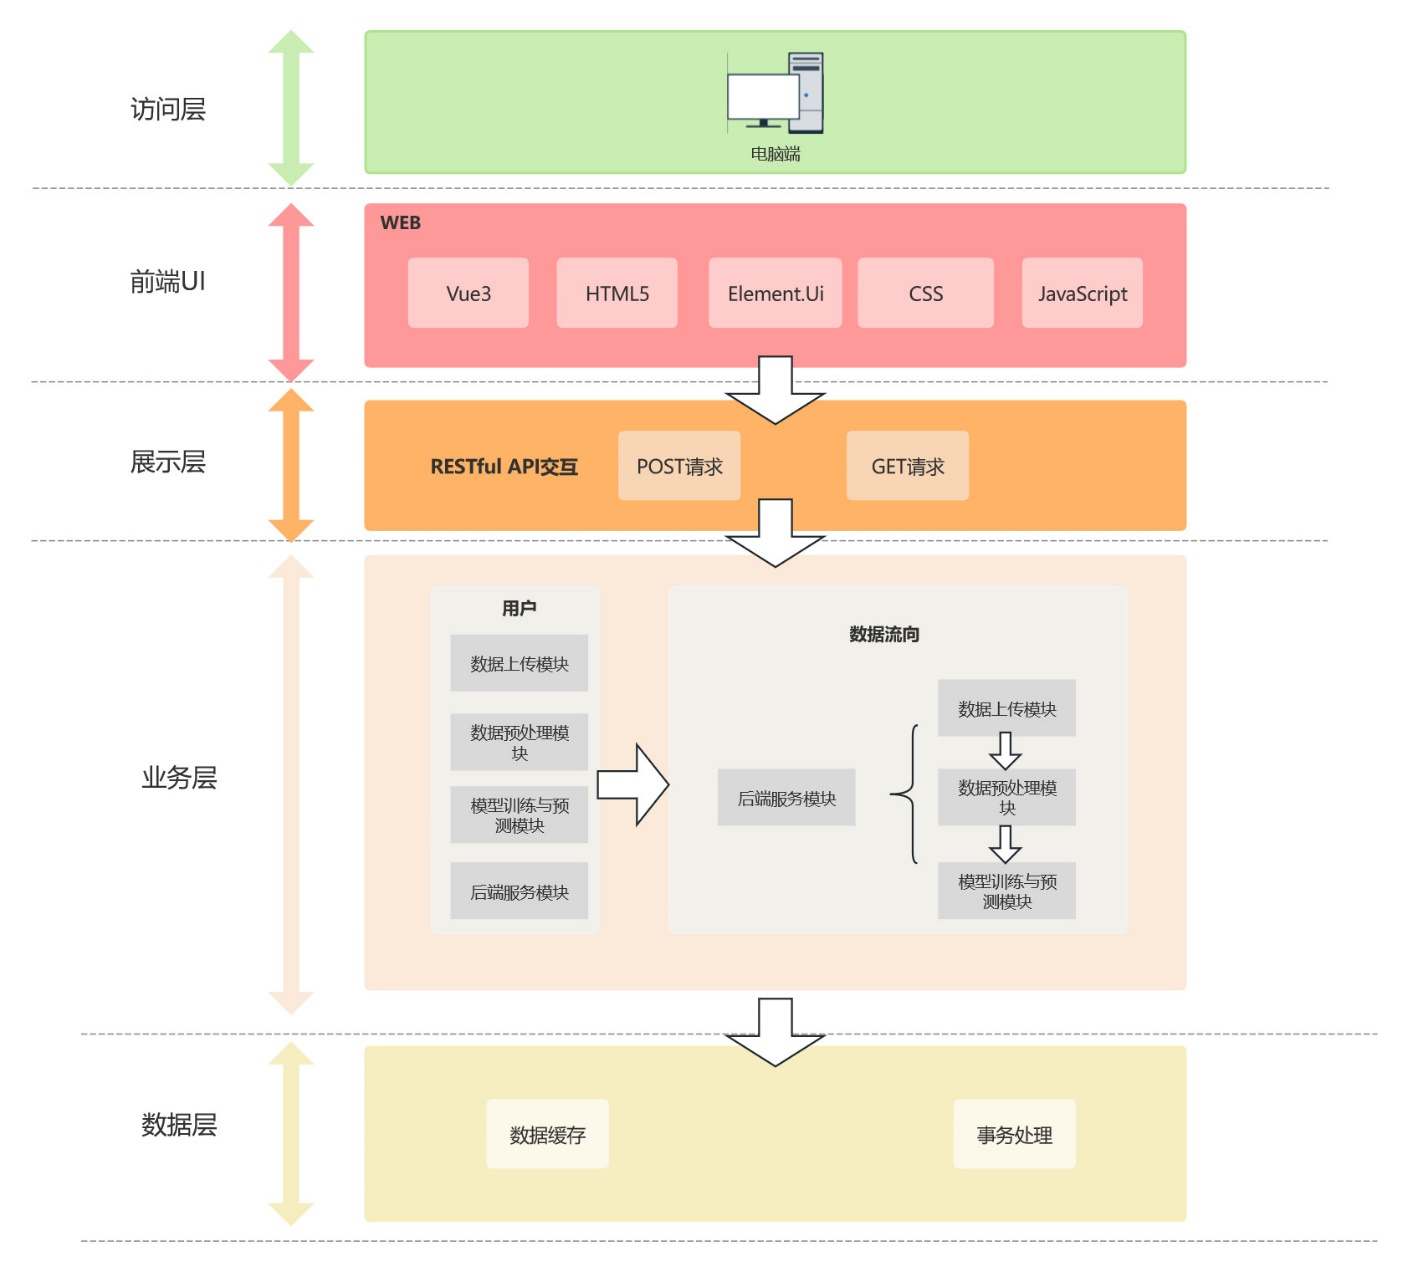 访问层
电脑端
前端UI
WEB
Vue3
HTML5
Element.Ui
CSS
JavaScript
展示层
RESTful API交互
POST请求
GET请求
业务层
用户
数据上传模块
数据预处理模
块
模型训练与预
测模块
后端服务模块
数据流向
后端服务模块
数据上传模块
数据预处理模
块
模型训练与预
测模块
数据层
数据缓存
事务处理